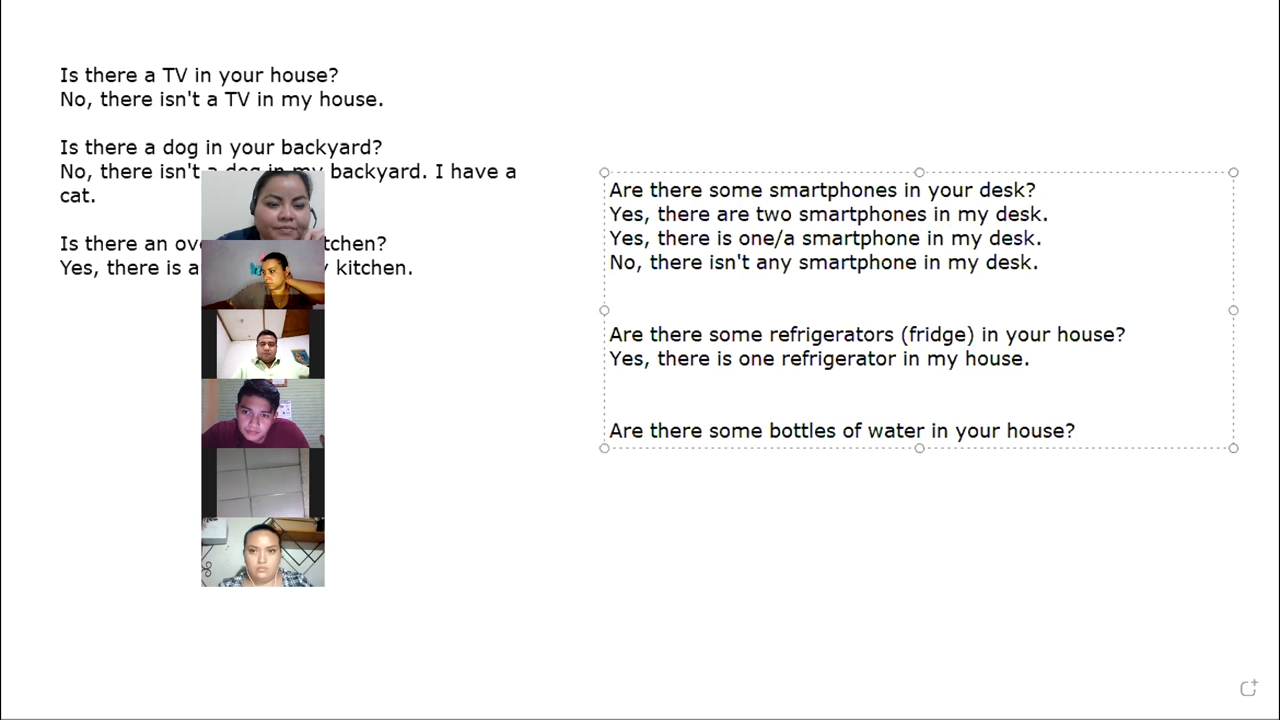 Is there a TV in your house?
No, there isn't a TV in my house.
Is there a dog in your backyard?
No, there isn't a dog in my backyard. I have a
cat.
Is there an kitchen?
Yes, there is a kitchen.
Are there some smartphones in your desk?
Yes, there are two smartphones in my desk.
Yes, there is one/a smartphone in my desk.
No, there isn't any smartphone in my desk.
Are there some refrigerators (fridge) in your house?
Yes, there is one refrigerator in my house.
Are there some bottles of water in your house?